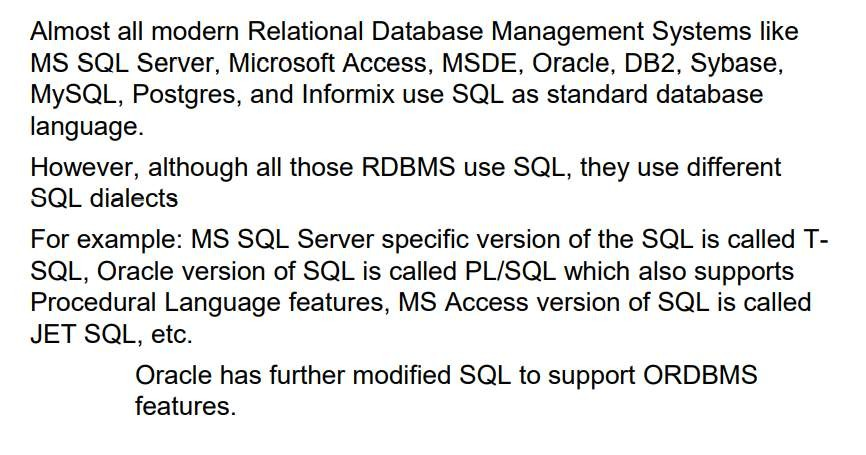 Almost all modern Relational Database Management Systems like
MS SQL Server, Microsoft Access, MSDE, Oracle, DB2, Sybase,
MySQL, Postgres, and Informix use SQL as standard database
language.
However, although all those RDBMS use SQL, they use different
SQL dialects
For example: MS SQL Server specific version of the SQL is called T-
SQL, Oracle version of SQL is called PL/SQL which also supports
Procedural Language features, MS Access version of SQL is called
JET SQL, etc.
Oracle has further modified SQL to support ORDBMS
features.